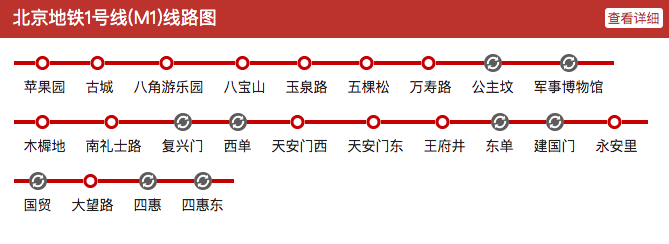 北京地铁1号线(M1)线路图 查看详细
苹果园 古城 八角游乐园 八宝山 玉泉路 五棵松 万寿路 公主坟 军事博物馆
木樨地 南礼士路 复兴门 西单 天安门西 天安门东 王府井 东单 建国门 永安里
国贸 大望路 四惠 四惠东